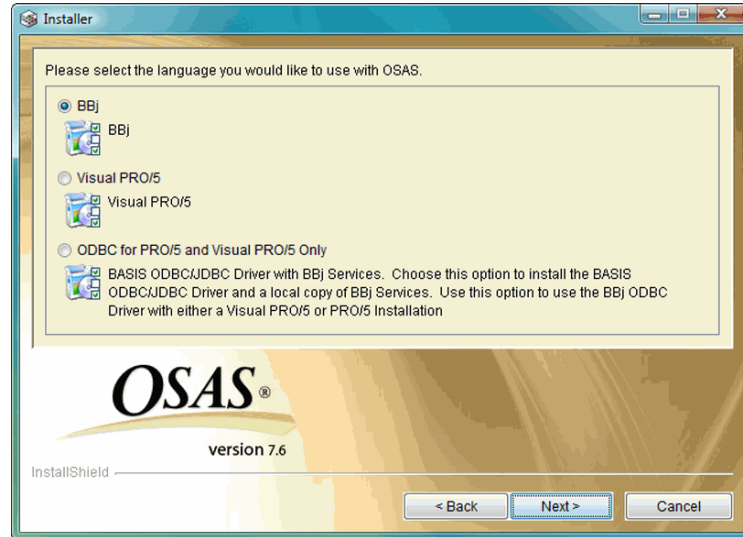 Installer
Please select the language you would like to use with OSAS.
BBj
BBj
Visual PRO/5
Visual PRO/5
ODBC for PRO/5 and Visual PRO/5 Only
BASIS ODBC/JDBC Driver with BBj Services.  Choose this option to install the BASIS
ODBC/JDBC Driver and a local copy of BBj Services.  Use this option to use the BBj ODBC
Driver with either a Visual PRO/5 or PRO/5 Installation
OSAS®
version 7.6
InstallShield
< Back Next > Cancel